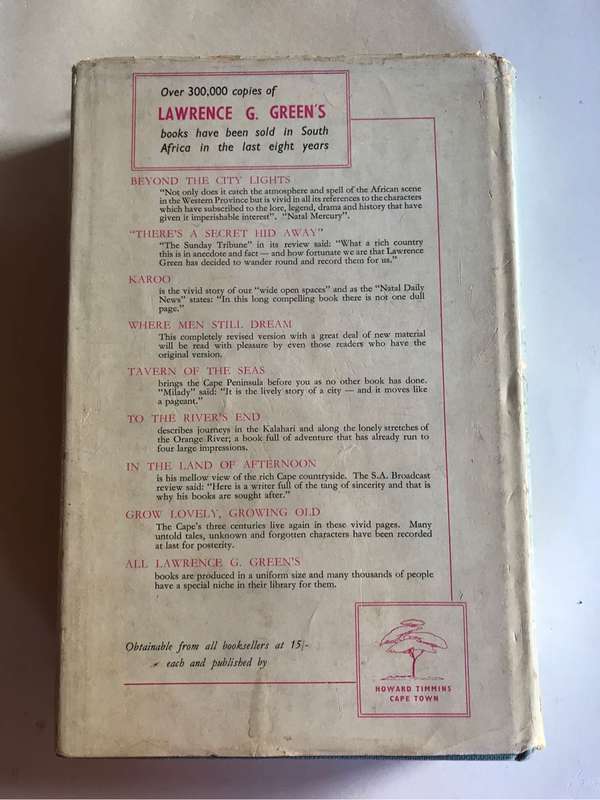 Over 300,000 copies of
LAWRENCE G. GREEN'S
books have been sold in South
Africa in the last eight years
BEYOND THE CITY LIGHTS
"Not only does it catch the atmosphere and spell of the African scene
in the Western Province but is vivid in all its references to the characters
which have subscribed to the lore, legend, drama and history that have
given it imperishable interest". "Natal Mercury".
"THERE'S A SECRET HID AWAY"
"The Sunday Tribune" in its review said: "What a rich country
this is in anecdote and fact — and how fortunate we are that Lawrence
Green has decided to wander round and record them for us."
KAROO
is the vivid story of our "wide open spaces" and as the "Natal Daily
News" states: "In this long compelling book there is not one dull
page."
WHERE MEN STILL DREAM
This completely revised version with a great deal of new material
will be read with pleasure by even those readers who have the
original version.
TAVERN OF THE SEAS
brings the Cape Peninsula before you as no other book has done.
"Milady" said: "It is the lively story of a city — and it moves like
a pageant."
TO THE RIVER'S END
describes journeys in the Kalahari and along the lonely stretches of
the Orange River; a book full of adventure that has already run to
four large impressions.
IN THE LAND OF AFTERNOON
is his mellow view of the rich Cape countryside. The S.A. Broadcast
review said: "Here is a writer full of the tang of sincerity and that is
why his books are sought after."
GROW LOVELY, GROWING OLD
The Cape's three centuries live again in these vivid pages. Many
untold tales, unknown and forgotten characters have been recorded
at last for posterity.
ALL LAWRENCE G. GREEN'S
books are produced in a uniform size and many thousands of people
have a special niche in their library for them.
Obtainable from all booksellers at 15/-
each and published by
HOWARD TIMMINS
CAPE TOWN